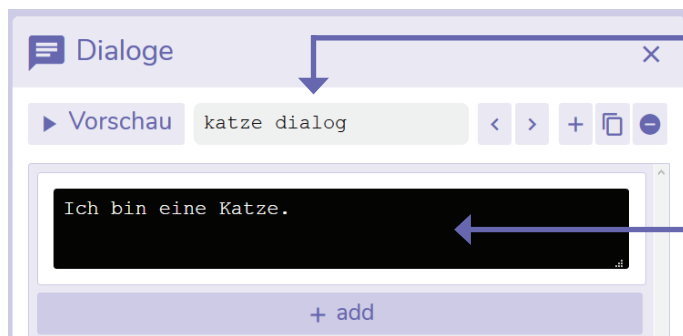 Dialoge
Vorschau
katze dialog
Ich bin eine Katze.
+ add